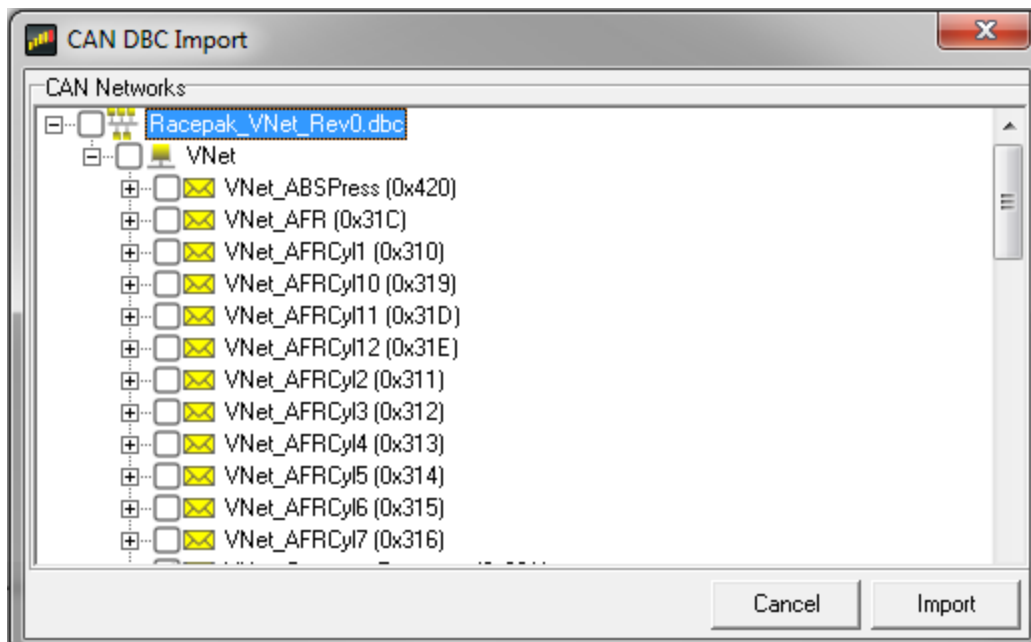 CAN DBC Import
CAN Networks
Racepak_VNet_Rev0.dbc
VNet
VNet_ABSPress (0x420)
VNet_AFR (0x31C)
VNet_AFRCyl1 (0x310)
VNet_AFRCyl10 (0x319)
VNet_AFRCyl11 (0x31D)
VNet_AFRCyl12 (0x31E)
VNet_AFRCyl2 (0x311)
VNet_AFRCyl3 (0x312)
VNet_AFRCyl4 (0x313)
VNet_AFRCyl5 (0x314)
VNet_AFRCyl6 (0x315)
VNet_AFRCyl7 (0x316)
Cancel Import